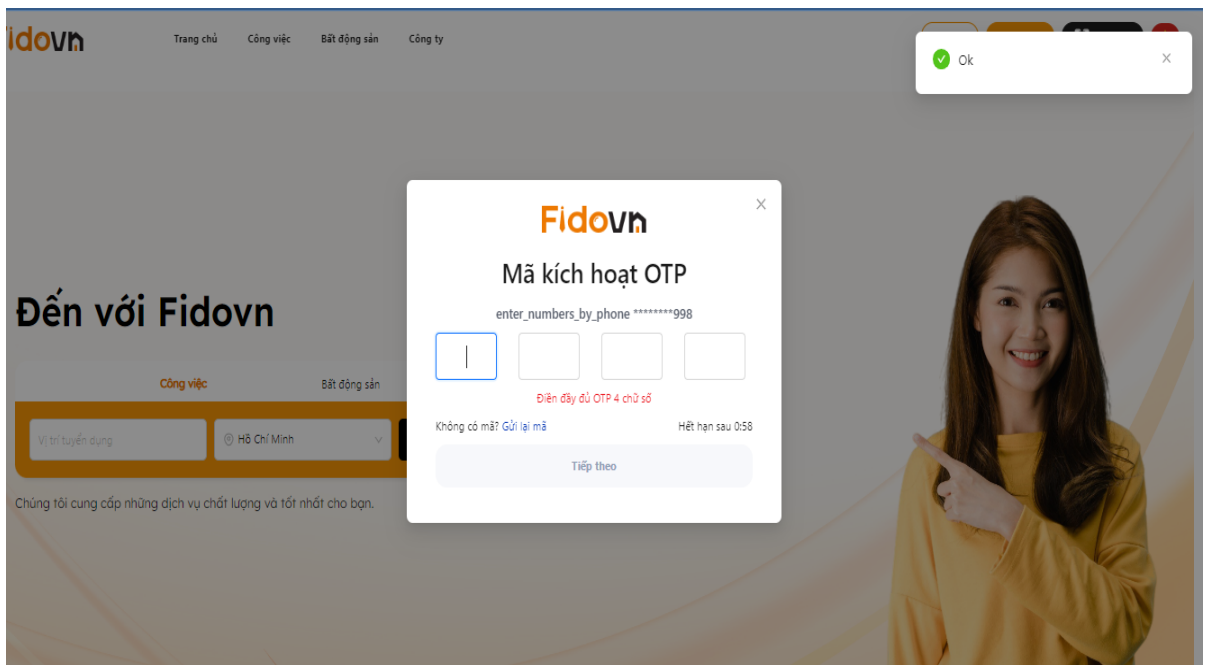 Fidovn
Trang chủ Công việc Bất động sản Công ty
Ok
Fidovn
Mã kích hoạt OTP
enter_numbers_by_phone ********998
Điền đầy đủ OTP 4 chữ số
Không có mã? Gửi lại mã Hết hạn sau 0:58
Tiếp theo
Đến với Fidovn
Công việc Bất động sản
Vị trí tuyển dụng Hồ Chí Minh
Chúng tôi cung cấp những dịch vụ chất lượng và tốt nhất cho bạn.